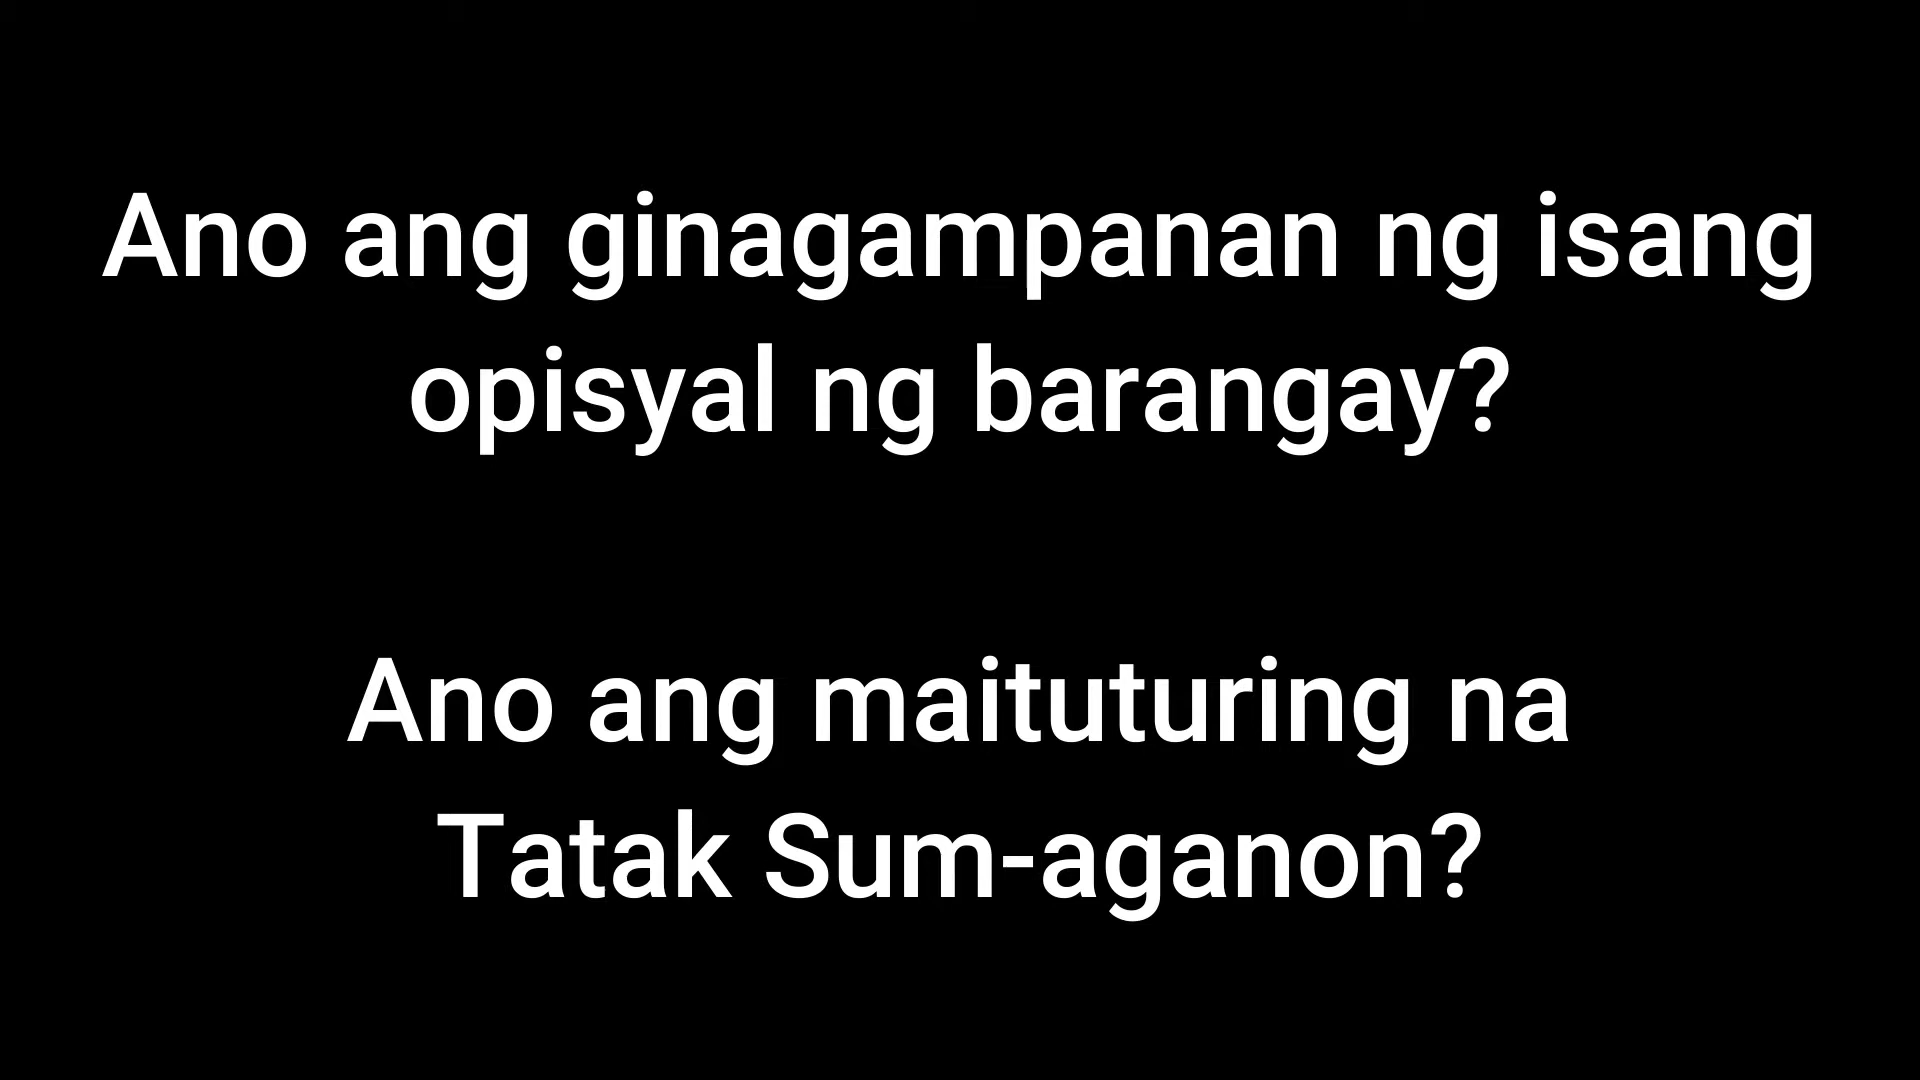 Ano ang ginagampanan ng isang
opisyal ng barangay?
Ano ang maituturing na
Tatak Sum-aganon?